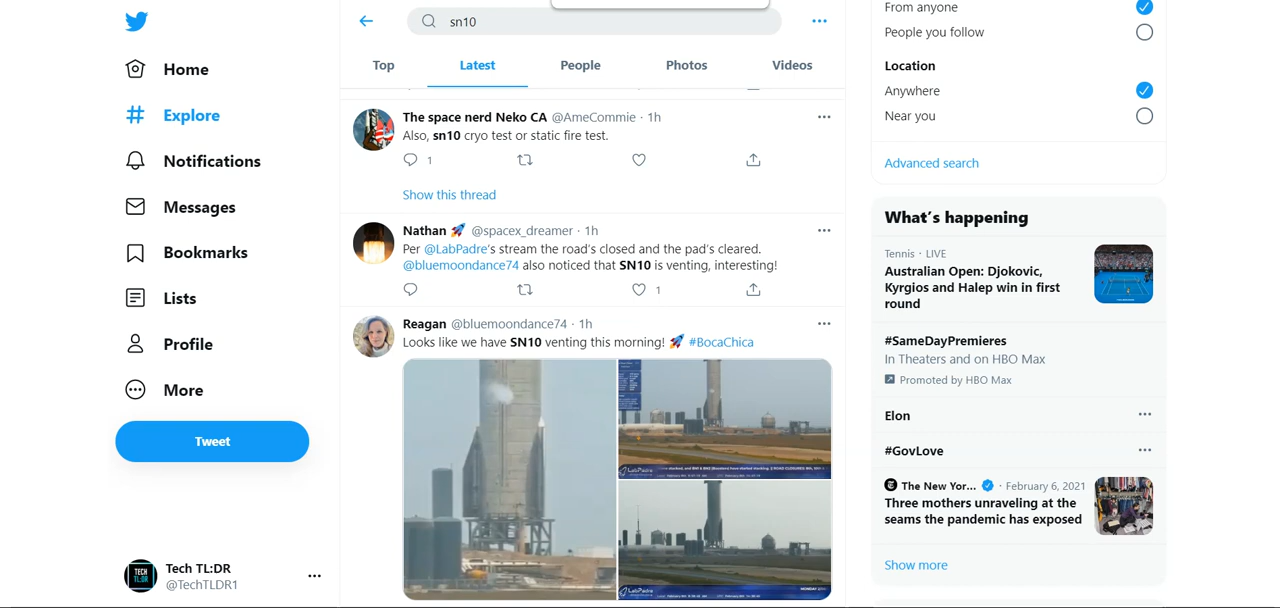 sn10
Top
Latest
People
Photos
Videos
Home
Explore
Notifications
Messages
Bookmarks
Lists
Profile
More
Tweet
Tech TL:DR
@TechTLDR1
TECH
TL:DR
The space nerd Neko CA @AmeCommie · 1h
Also, sn10 cryo test or static fire test.
1
Show this thread
Nathan 🚀 @spacex_dreamer · 1h
Per @LabPadre's stream the road's closed and the pad's cleared.
@bluemoondance74 also noticed that SN10 is venting, interesting!
1
Reagan @bluemoondance74 · 1h
Looks like we have SN10 venting this morning! 🚀 #BocaChica
LabPadre
LabPadre
From anyone
People you follow
Location
Anywhere
Near you
Advanced search
What's happening
Tennis · LIVE
Australian Open: Djokovic,
Kyrgios and Halep win in first
round
#SameDayPremieres
In Theaters and on HBO Max
Promoted by HBO Max
Elon
#GovLove
The New Yor... · February 6, 2021
Three mothers unraveling at the
seams the pandemic has exposed
Show more